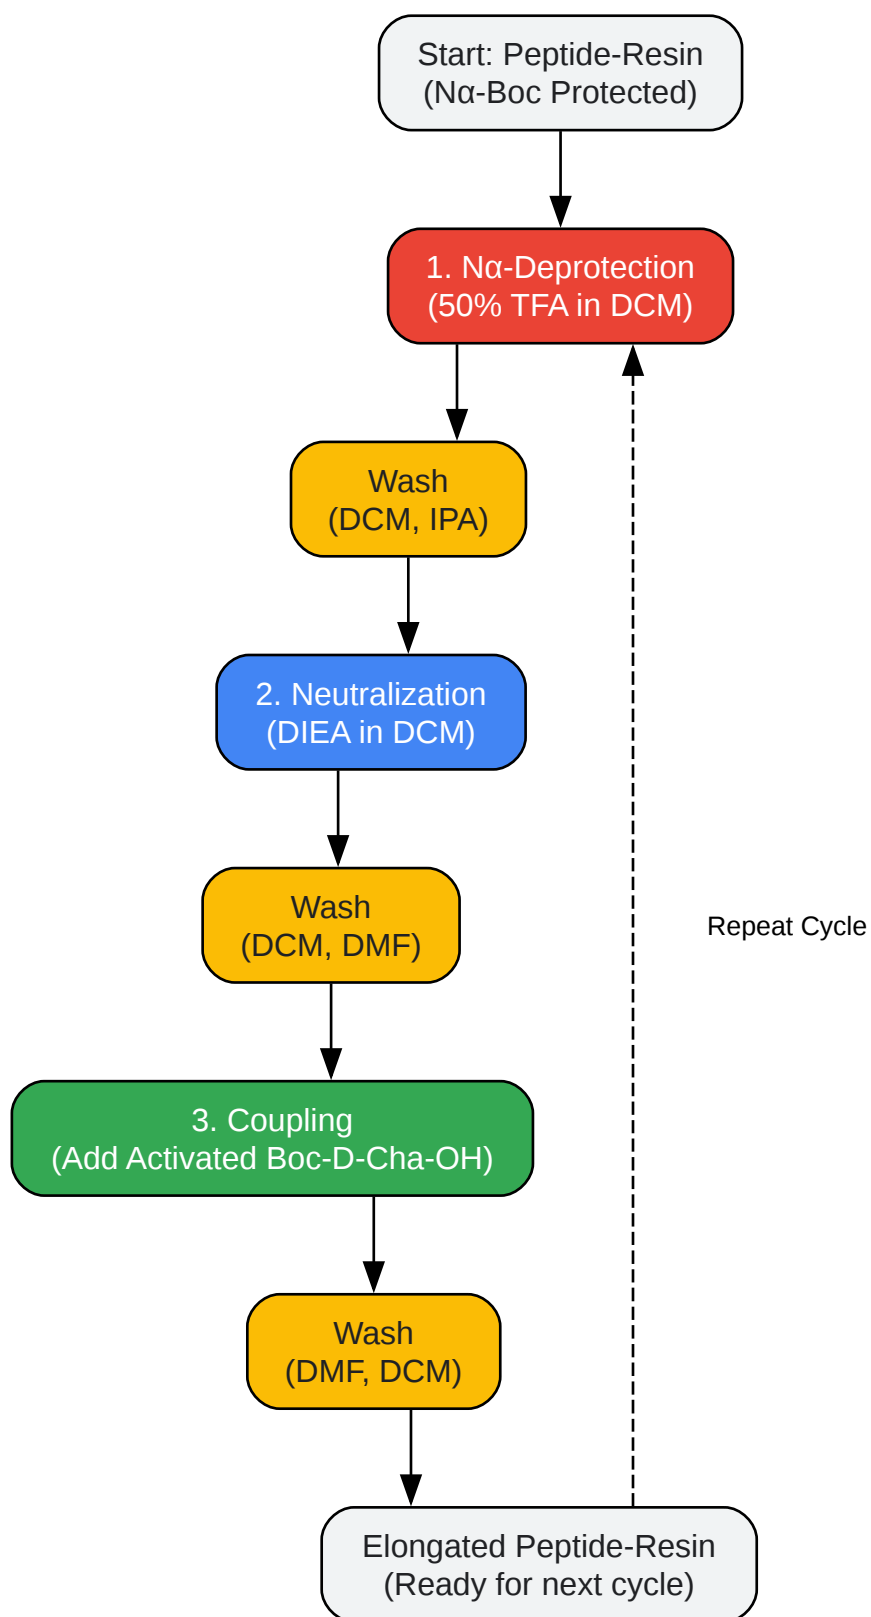 Start: Peptide-Resin
(Nα-Boc Protected)
1. Nα-Deprotection
(50% TFA in DCM)
Wash
(DCM, IPA)
2. Neutralization
(DIEA in DCM)
Wash
(DCM, DMF)
Repeat Cycle
3. Coupling
(Add Activated Boc-D-Cha-OH)
Wash
(DMF, DCM)
Elongated Peptide-Resin
(Ready for next cycle)